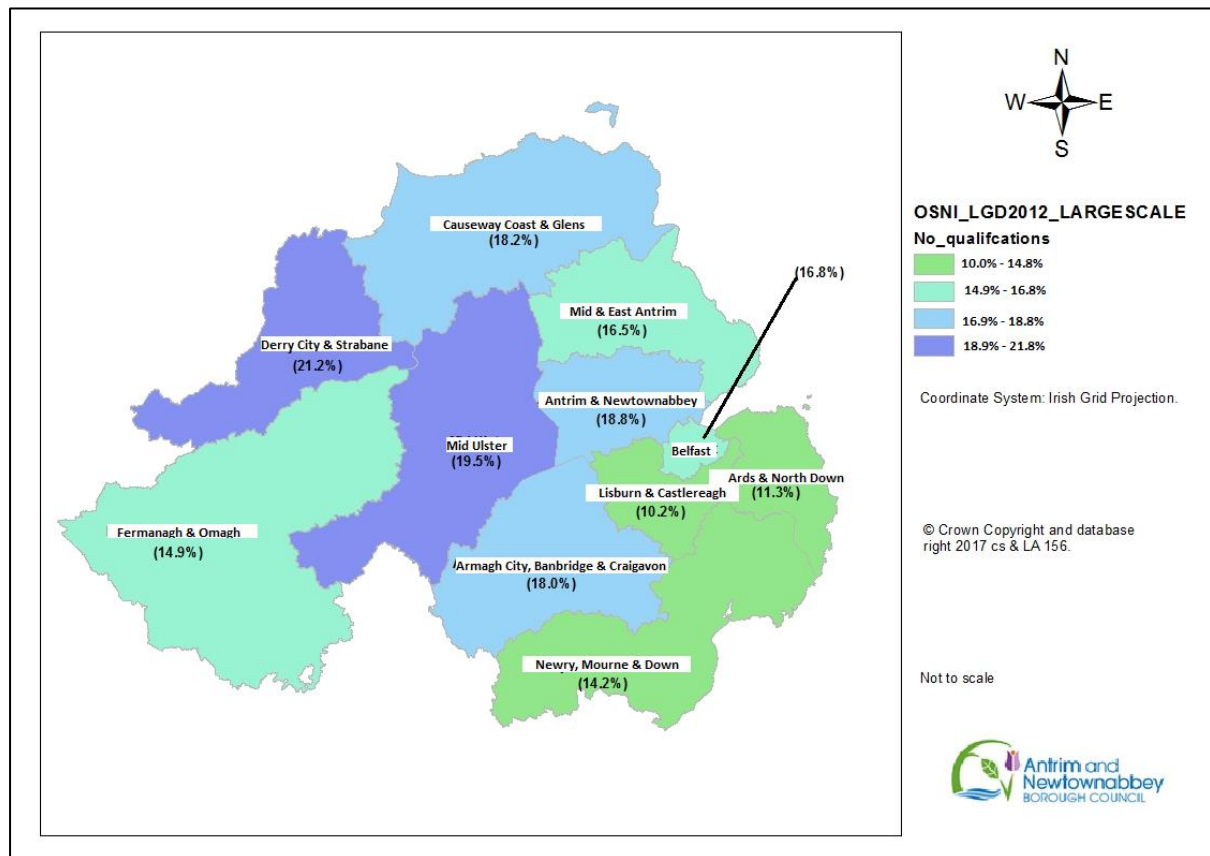 N
W E
S
Causeway Coast & Glens
(18.2%)
(16.8%)
Mid & East Antrim
(16.5%)
Derry City & Strabane
(21.2%)
Antrim & Newtownabbey
(18.8%)
Mid Ulster
(19.5%)
Belfast
Ards & North Down
(11.3%)
Lisburn & Castlereagh
(10.2%)
Fermanagh & Omagh
(14.9%)
Armagh City, Banbridge & Craigavon
(18.0%)
Newry, Mourne & Down
(14.2%)
OSNI_LGD2012_LARGESCALE
No_qualifcations
10.0% - 14.8%
14.9% - 16.8%
16.9% - 18.8%
18.9% - 21.8%
Coordinate System: Irish Grid Projection.
© Crown Copyright and database
right 2017 cs & LA 156.
Not to scale
Antrim and
Newtownabbey
BOROUGH COUNCIL